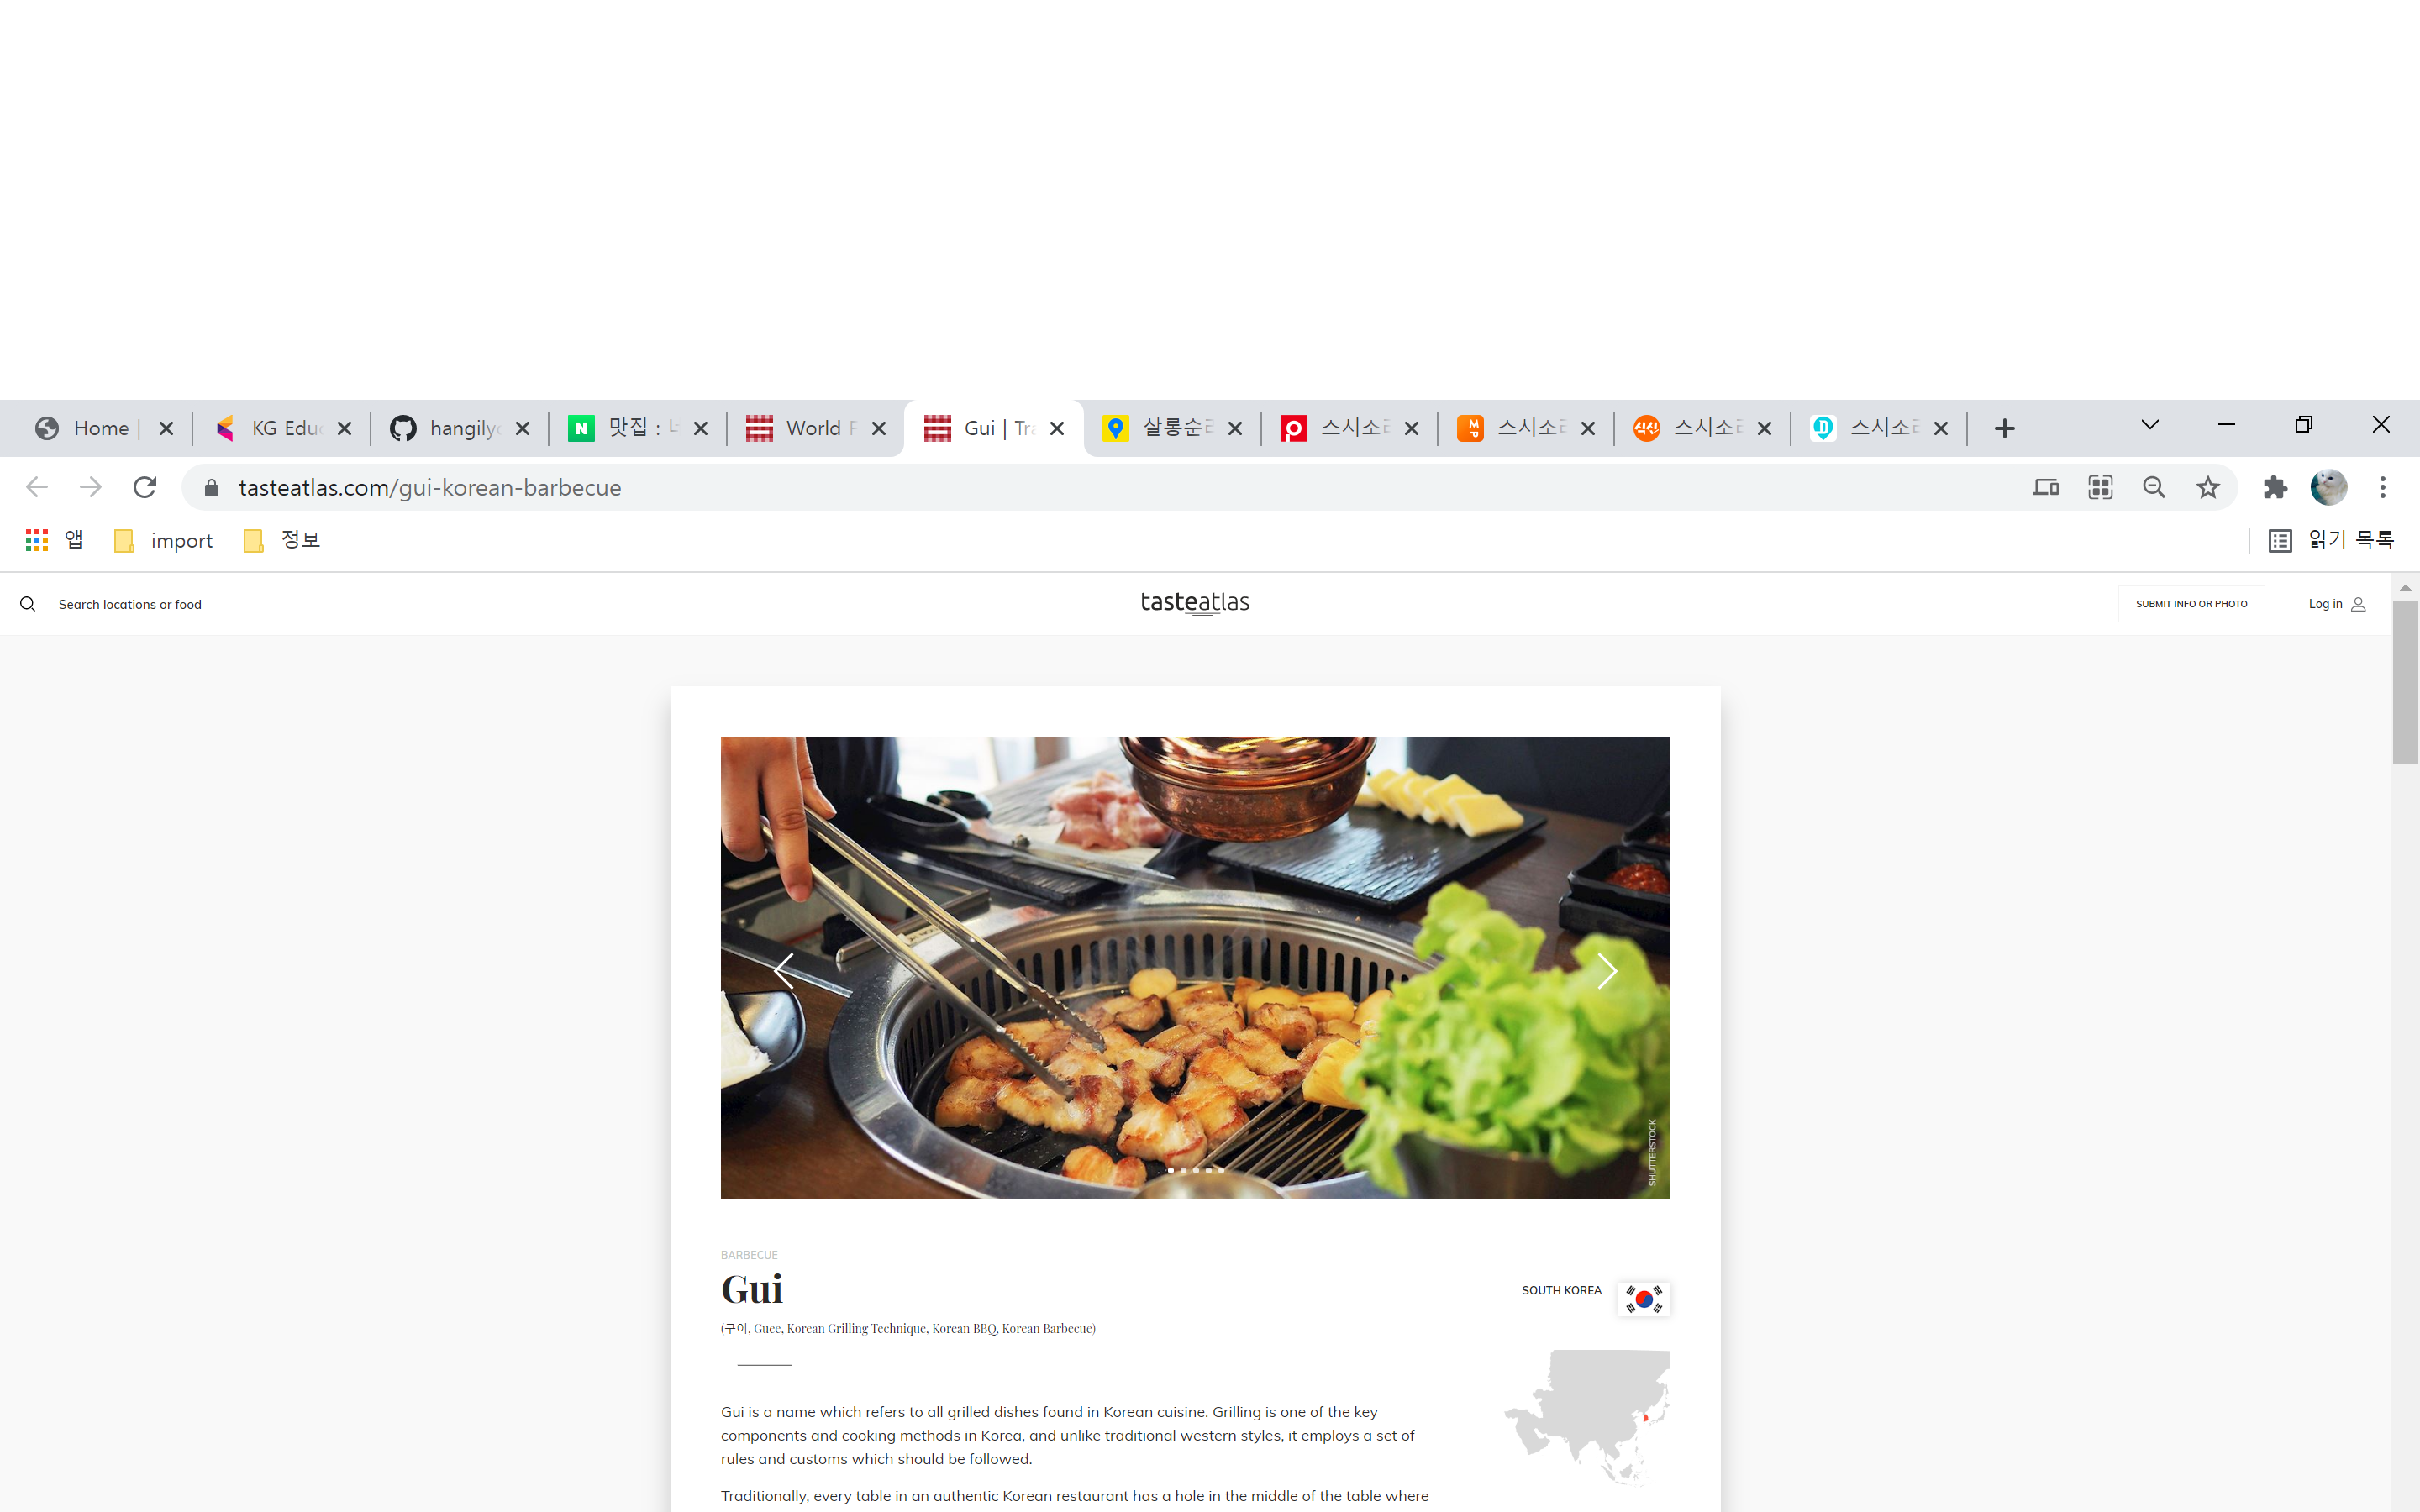 Home |
KG Educ
hangilyo
맛집 :
World F
Gui | Tra
살롱순
스시소
스시소
스시소
스시소
tasteatlas.com/gui-korean-barbecue
앱
import
정보
읽기 목록
Search locations or food
tasteatlas
SUBMIT INFO OR PHOTO
Log in
SHUTTERSTOCK
BARBECUE
Gui
SOUTH KOREA
(구이, Guee, Korean Grilling Technique, Korean BBQ, Korean Barbecue)
Gui is a name which refers to all grilled dishes found in Korean cuisine. Grilling is one of the key
components and cooking methods in Korea, and unlike traditional western styles, it employs a set of
rules and customs which should be followed.
Traditionally, every table in an authentic Korean restaurant has a hole in the middle of the table where